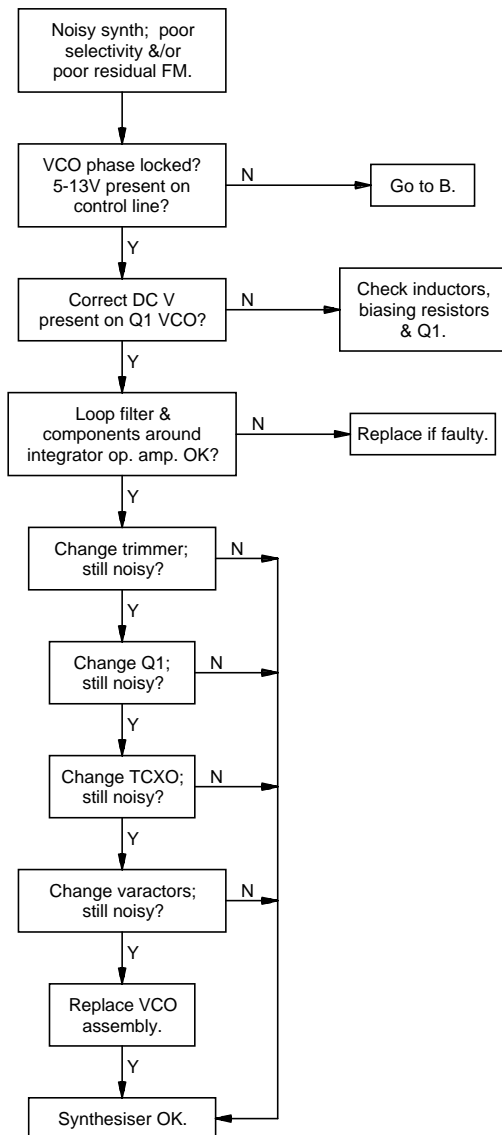 Noisy synth; poor
selectivity &/or
poor residual FM.
VCO phase locked?
5-13V present on
control line?
N
Go to B.
Y
Correct DC V
present on Q1 VCO?
N
Check inductors,
biasing resistors
& Q1.
Y
Loop filter &
components around
integrator op. amp. OK?
N
Replace if faulty.
Y
Change trimmer;
still noisy?
N
Y
Change Q1;
still noisy?
N
Y
Change TCXO;
still noisy?
N
Y
Change varactors;
still noisy?
N
Y
Replace VCO
assembly.
Y
Synthesiser OK.